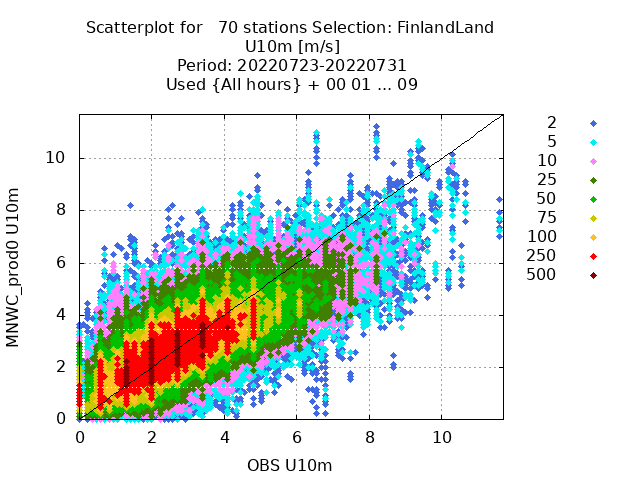 Scatterplot for   70 stations Selection: FinlandLand
U10m [m/s]
Period: 20220723-20220731
Used {All hours} + 00 01 ... 09
2
5
10
25
50
75
100
250
500
MNWC_prod0 U10m
10
8
6
4
2
0
0 2 4 6 8 10
OBS U10m